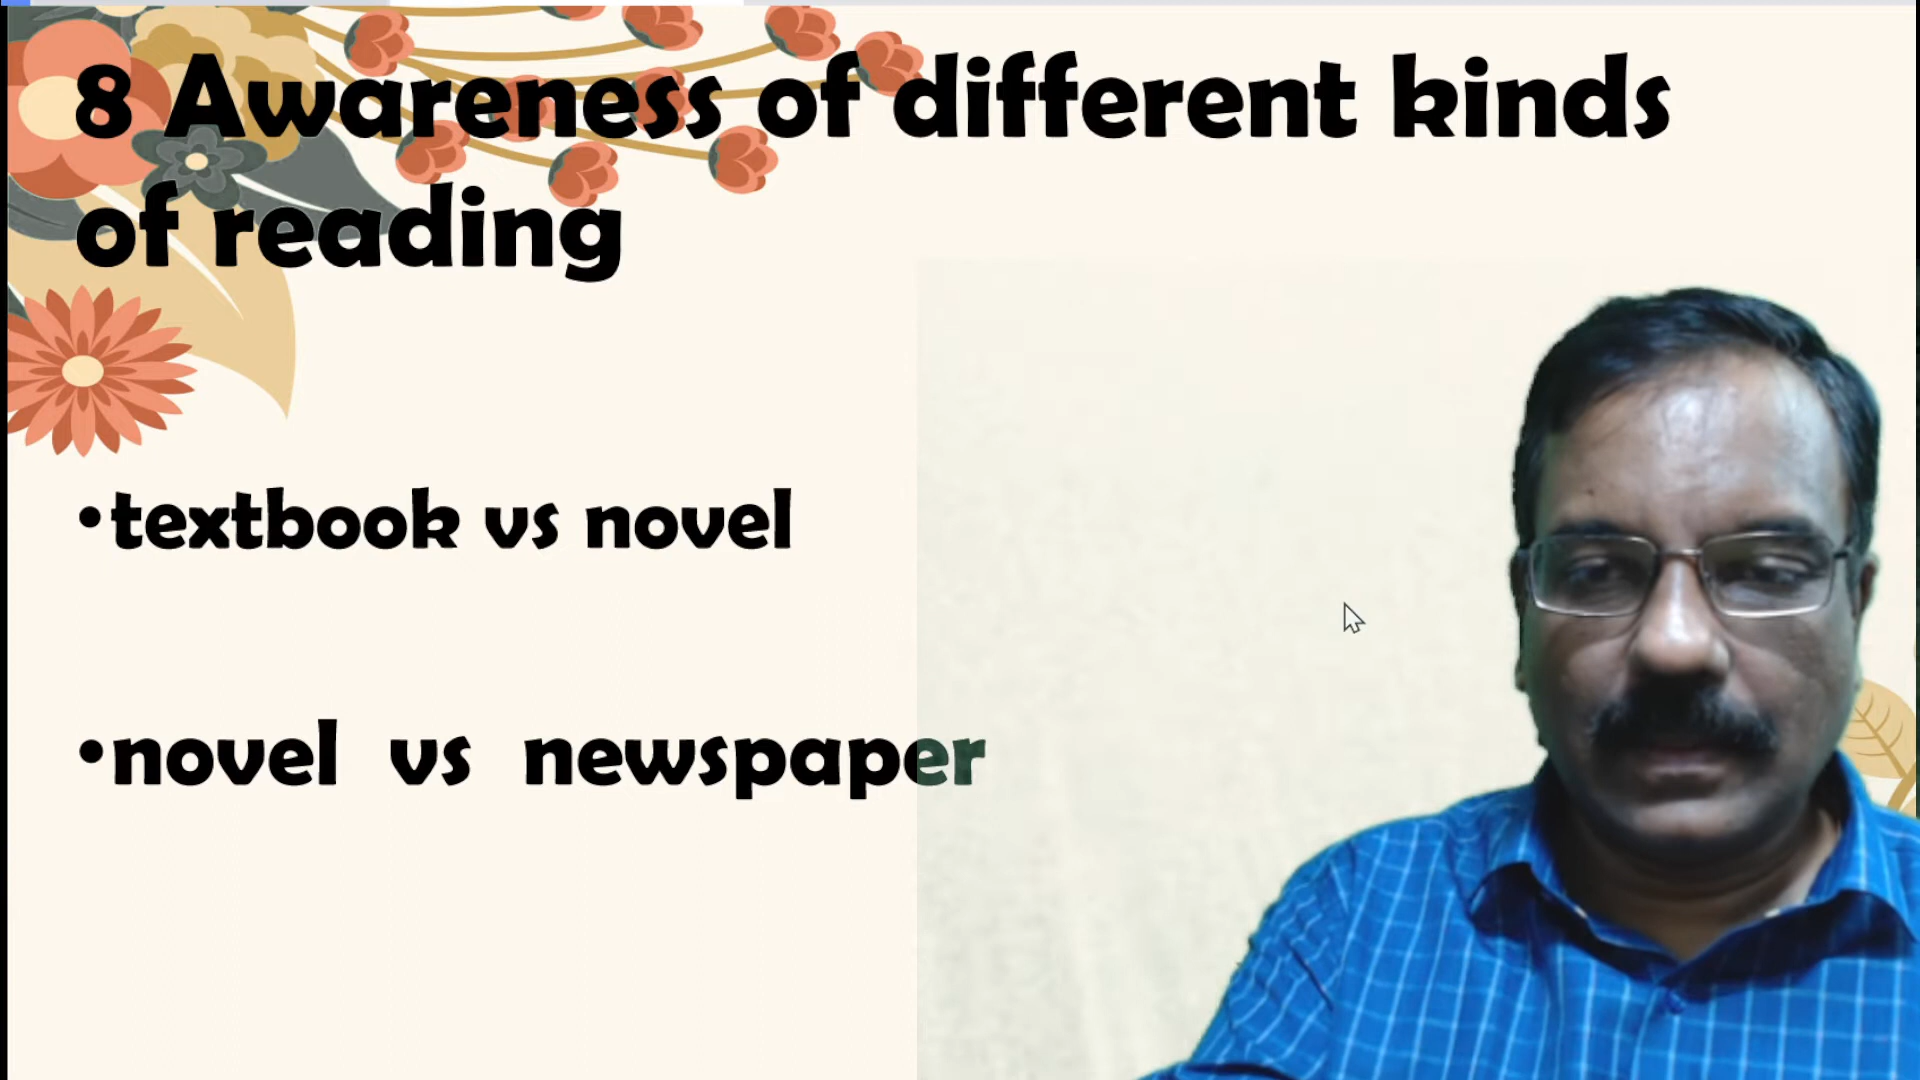 8 Awareness of different kinds
of reading
•textbook vs novel
•novel vs newspaper